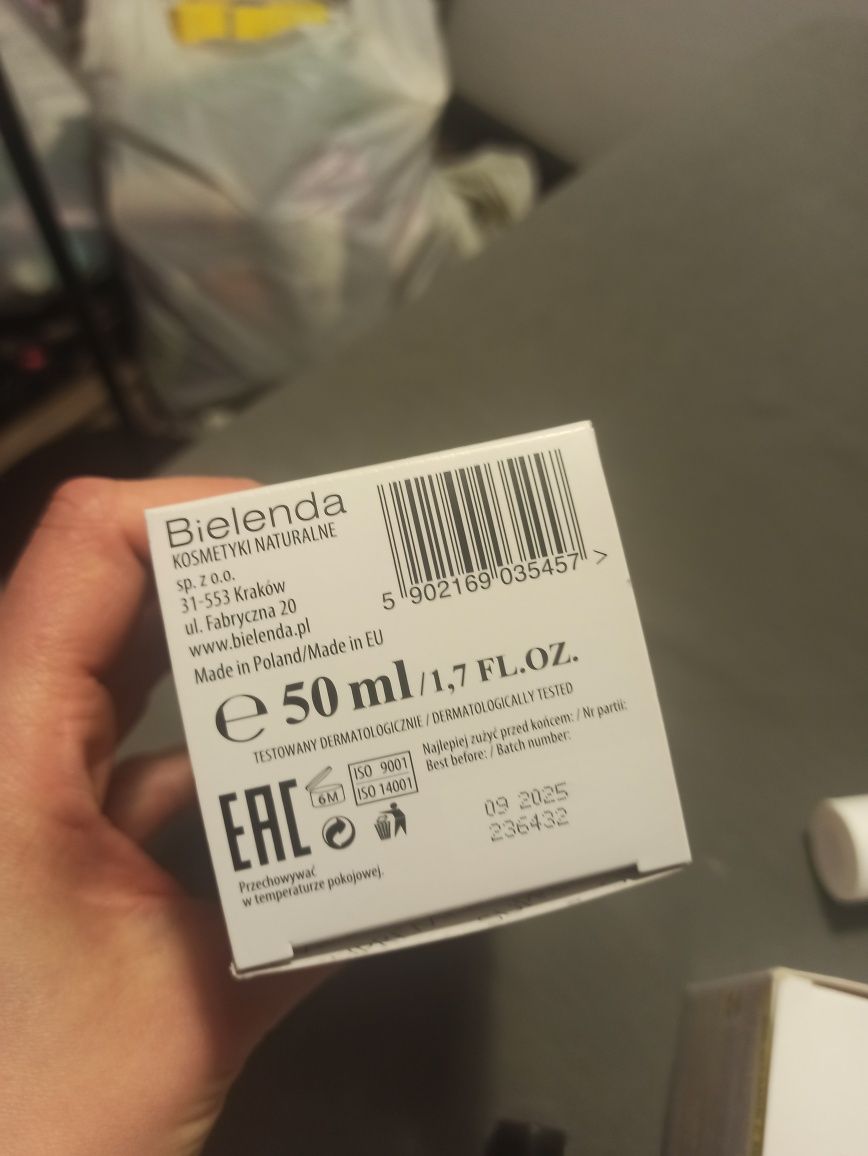 Bielenda
KOSMETYKI NATURALNE
sp. z o.o.
31-553 Kraków
ul. Fabryczna 20
www.bielenda.pl
Made in Poland/Made in EU
5 902169 035457 >
℮ 50 ml/1,7 FL.OZ.
TESTOWANY DERMATOLOGICZNIE / DERMATOLOGICALLY TESTED
EAC
6M
ISO 9001
ISO 14001
Najlepiej zużyć przed końcem: / Nr partii:
Best before: / Batch number:
09 2025
236432
Przechowywać
w temperaturze pokojowej.